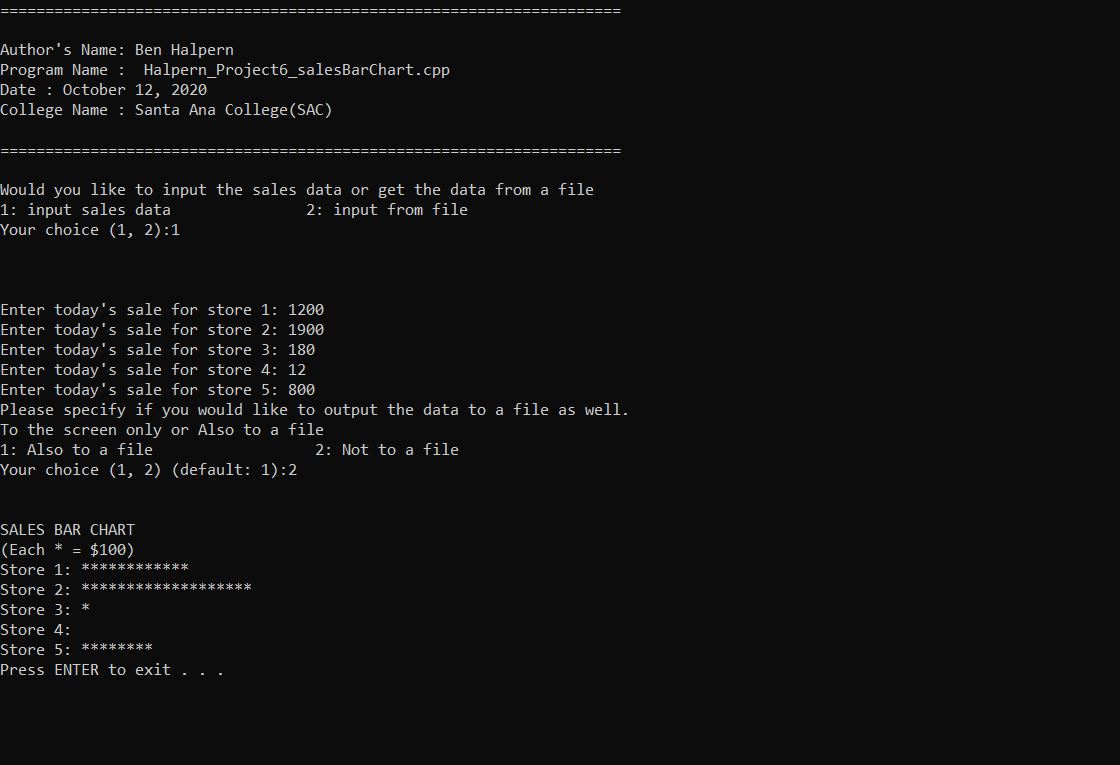 =====================================================================
Author's Name: Ben Halpern
Program Name :  Halpern_Project6_salesBarChart.cpp
Date : October 12, 2020
College Name : Santa Ana College(SAC)
=====================================================================
Would you like to input the sales data or get the data from a file
1: input sales data               2: input from file
Your choice (1, 2):1
Enter today's sale for store 1: 1200
Enter today's sale for store 2: 1900
Enter today's sale for store 3: 180
Enter today's sale for store 4: 12
Enter today's sale for store 5: 800
Please specify if you would like to output the data to a file as well.
To the screen only or Also to a file
1: Also to a file                  2: Not to a file
Your choice (1, 2) (default: 1):2
SALES BAR CHART
(Each * = $100)
Store 1: ************
Store 2: *******************
Store 3: *
Store 4:
Store 5: ********
Press ENTER to exit . . .